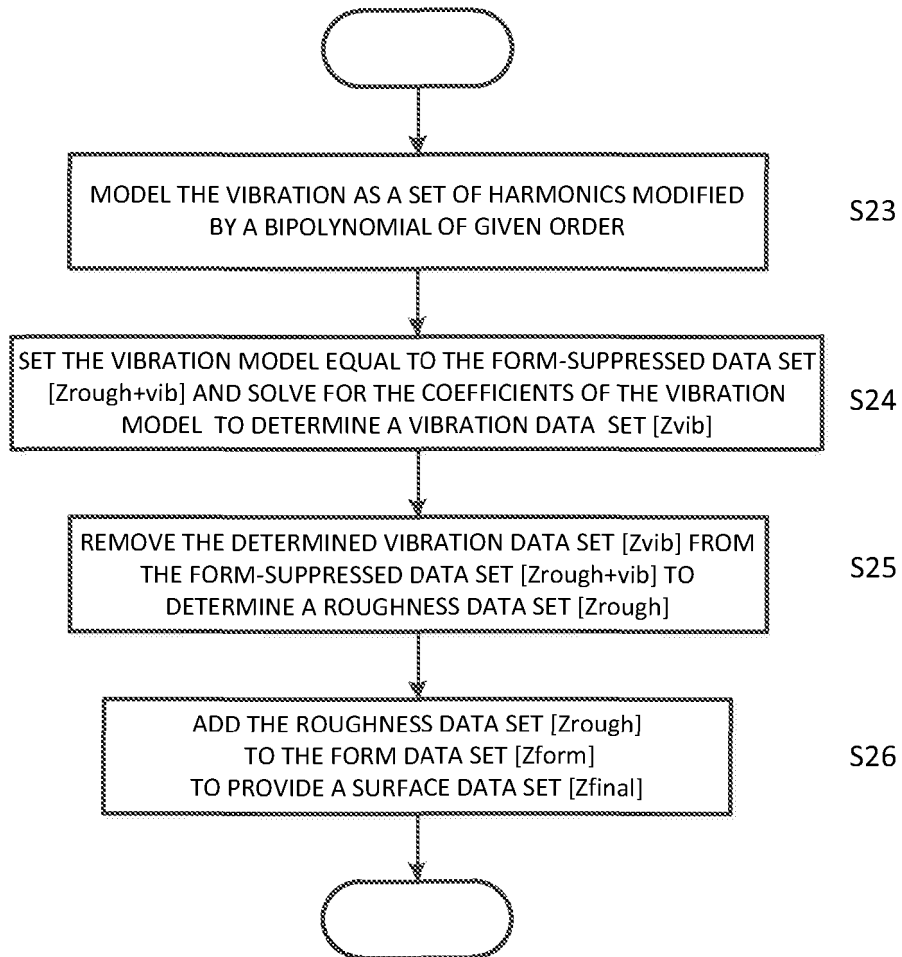 MODEL THE VIBRATION AS A SET OF HARMONICS MODIFIED
BY A BIPOLYNOMIAL OF GIVEN ORDER
S23
SET THE VIBRATION MODEL EQUAL TO THE FORM-SUPPRESSED DATA SET
[Zrough+vib] AND SOLVE FOR THE COEFFICIENTS OF THE VIBRATION
MODEL TO DETERMINE A VIBRATION DATA SET [Zvib]
S24
REMOVE THE DETERMINED VIBRATION DATA SET [Zvib] FROM
THE FORM-SUPPRESSED DATA SET [Zrough+vib] TO
DETERMINE A ROUGHNESS DATA SET [Zrough]
S25
ADD THE ROUGHNESS DATA SET [Zrough]
TO THE FORM DATA SET [Zform]
TO PROVIDE A SURFACE DATA SET [Zfinal]
S26